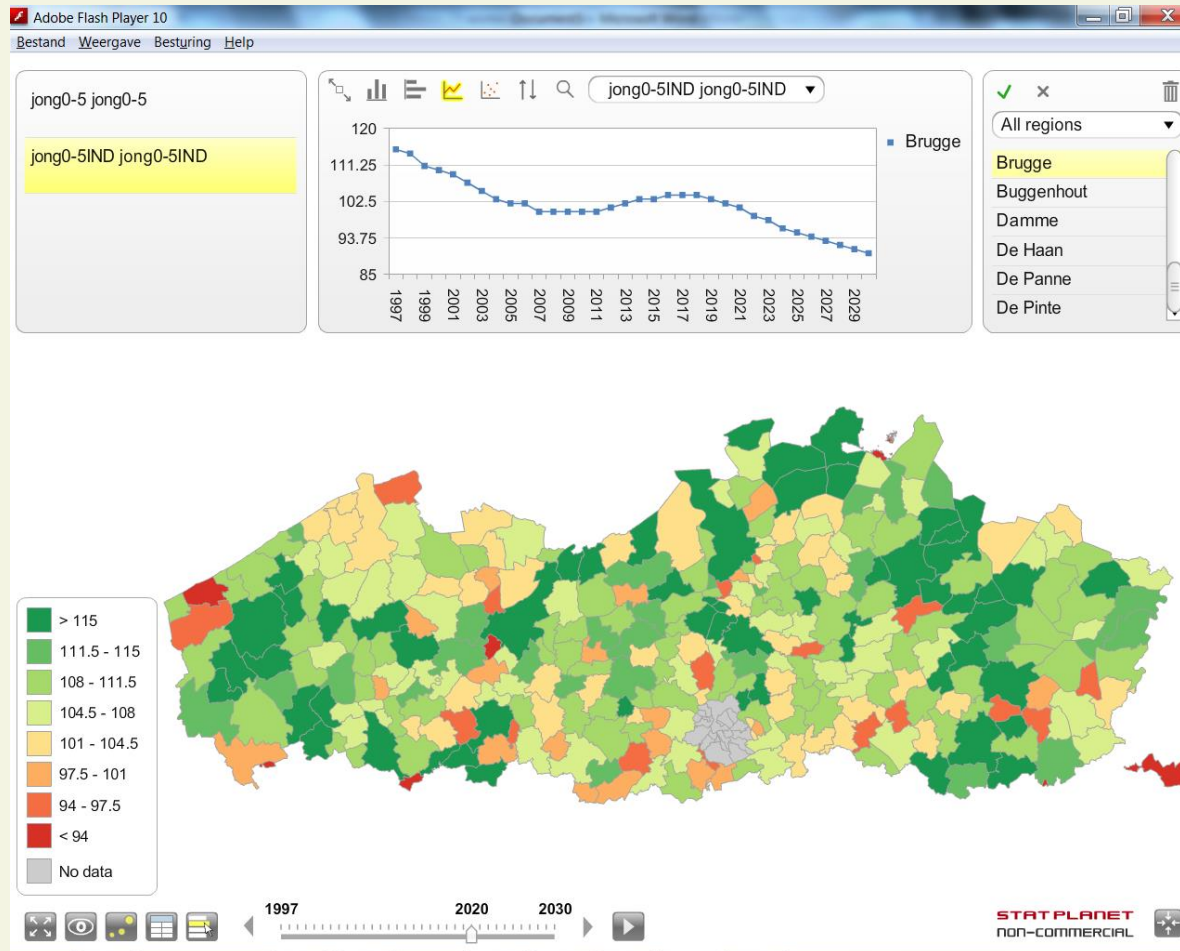 Adobe Flash Player 10
Bestand Weergave Besturing Help
jong0-5 jong0-5
jong0-5IND jong0-5IND
jong0-5IND jong0-5IND
120
111.25
102.5
93.75
85
1997
1999
2001
2003
2005
2007
2009
2011
2013
2015
2017
2019
2021
2023
2025
2027
2029
Brugge
All regions
Brugge
Buggenhout
Damme
De Haan
De Panne
De Pinte
> 115
111.5 - 115
108 - 111.5
104.5 - 108
101 - 104.5
97.5 - 101
94 - 97.5
< 94
No data
1997 2020 2030
STATPLANET
NON-COMMERCIAL